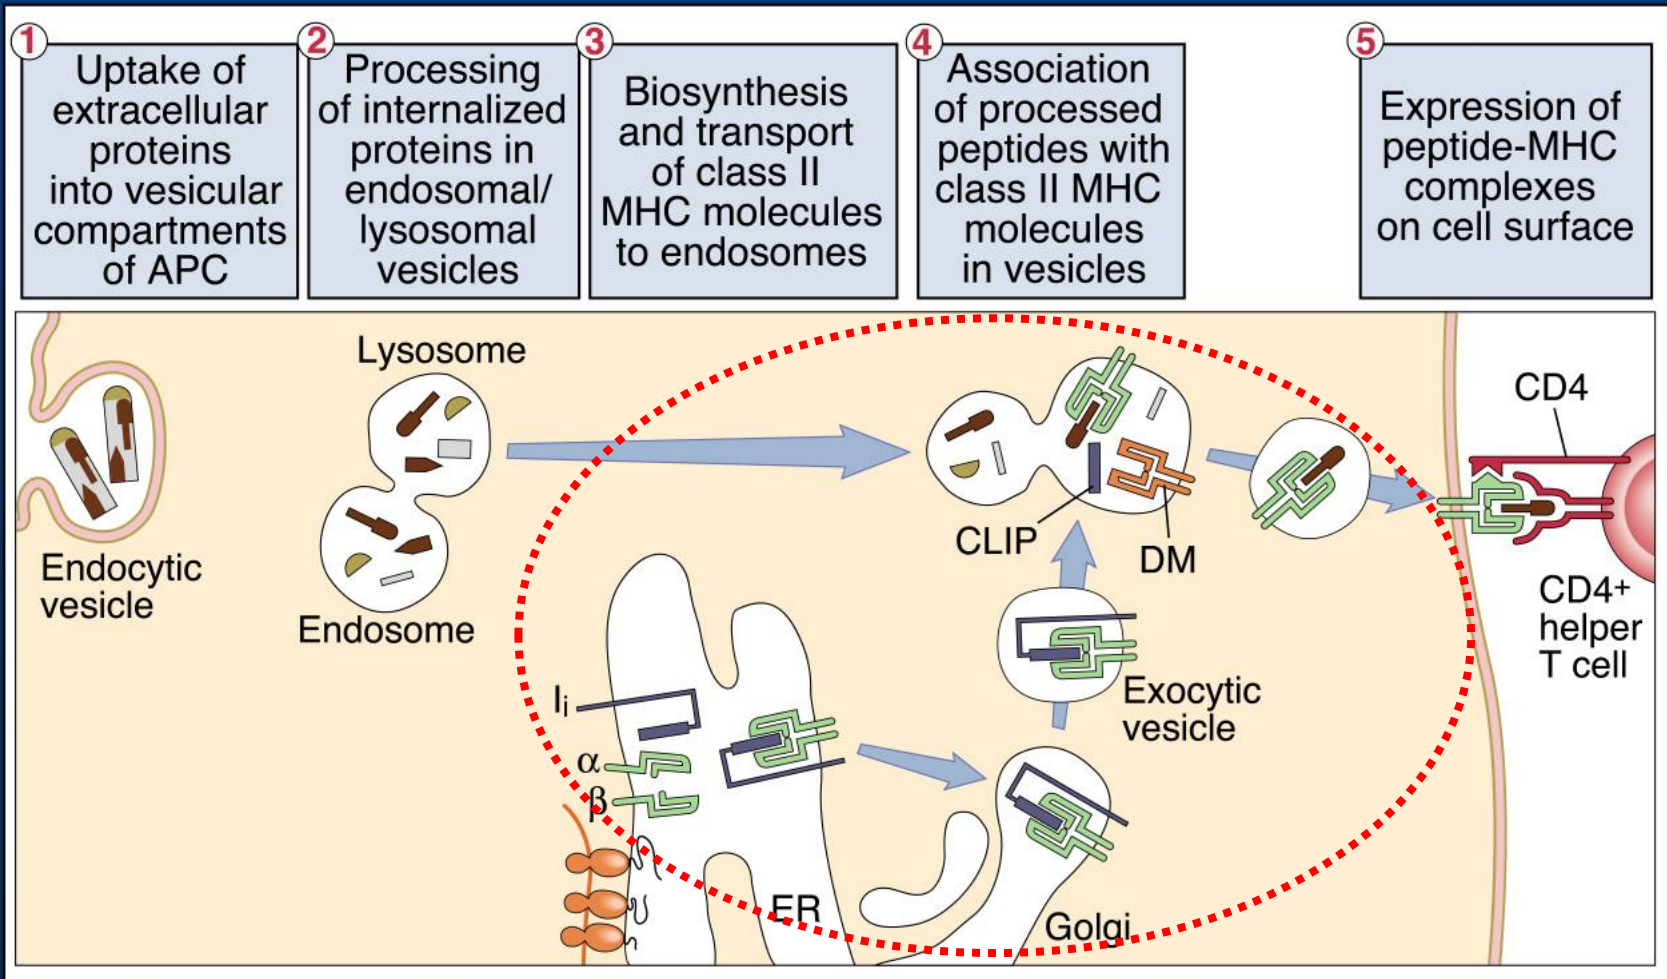 1
Uptake of
extracellular
proteins
into vesicular
compartments
of APC
2
Processing
of internalized
proteins in
endosomal/
lysosomal
vesicles
3
Biosynthesis
and transport
of class II
MHC molecules
to endosomes
4
Association
of processed
peptides with
class II MHC
molecules
in vesicles
5
Expression of
peptide-MHC
complexes
on cell surface
Lysosome
Endocytic
vesicle
Endosome
CLIP
DM
CD4
CD4+
helper
T cell
Exocytic
vesicle
Ii
α
β
ER
Golgi